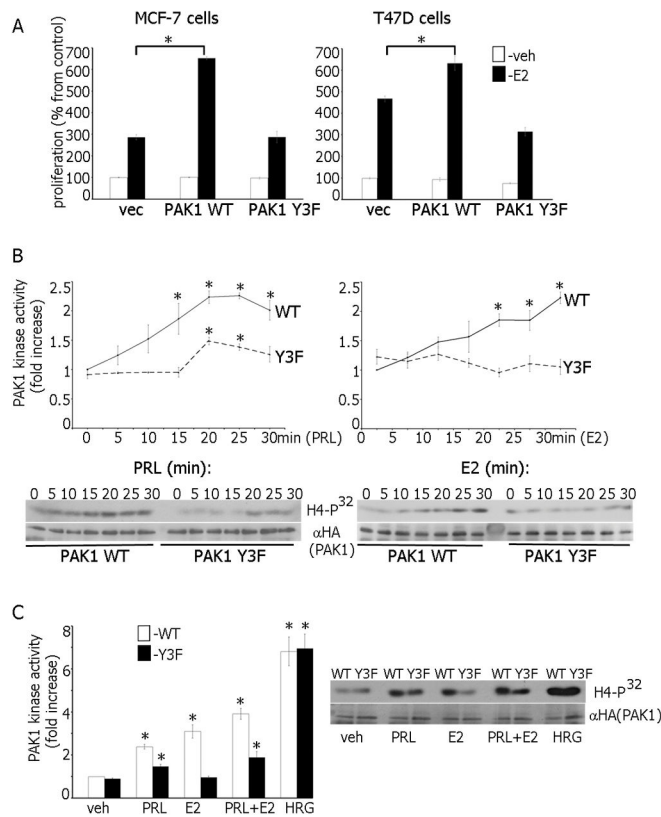 A
MCF-7 cells
T47D cells
proliferation (% from control)
700
600
500
400
300
200
100
0
*
vec PAK1 WT PAK1 Y3F
700
600
500
400
300
200
100
0
*
-veh
-E2
vec PAK1 WT PAK1 Y3F
B
PAK1 kinase activity
(fold increase)
2.5
2
1.5
1
0.5
0
* * * *
WT
* *
Y3F
0 5 10 15 20 25 30min (PRL)
2.5
2
1.5
1
0.5
0
* * *
WT
Y3F
0 5 10 15 20 25 30min (E2)
PRL (min):
0 5 10 15 20 25 30 0 5 10 15 20 25 30
H4-P32
αHA
(PAK1)
PAK1 WT PAK1 Y3F
E2 (min):
0 5 10 15 20 25 30 0 5 10 15 20 25 30
PAK1 WT PAK1 Y3F
C
PAK1 kinase activity
(fold increase)
8
6
4
2
0
-WT
-Y3F
* * * * * * *
veh PRL E2 PRL+E2 HRG
WT Y3F WT Y3F WT Y3F WT Y3F WT Y3F
H4-P32
αHA(PAK1)
veh PRL E2 PRL+E2 HRG